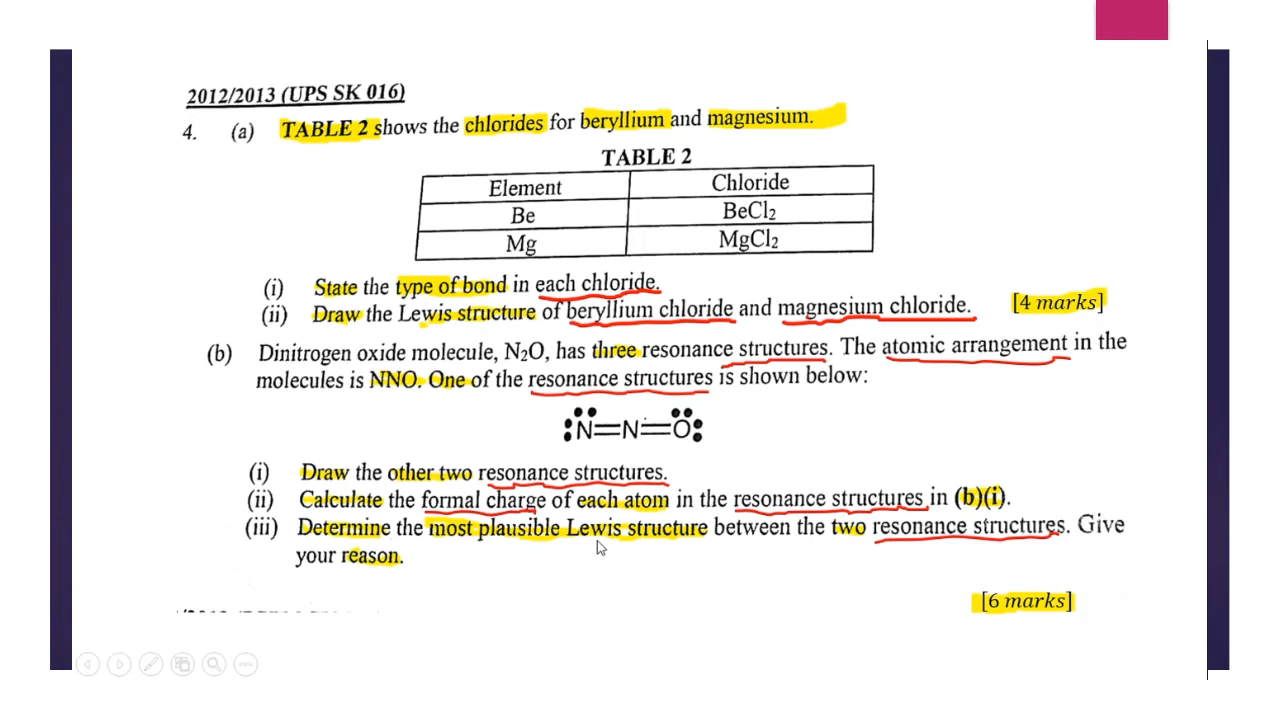 2012/2013 (UPS SK 016)
4. (a) TABLE 2 shows the chlorides for beryllium and magnesium.
TABLE 2
Element Chloride
Be BeCl₂
Mg MgCl₂
(i) State the type of bond in each chloride.
(ii) Draw the Lewis structure of beryllium chloride and magnesium chloride. [4 marks]
(b) Dinitrogen oxide molecule, N₂O, has three resonance structures. The atomic arrangement in the
molecules is NNO. One of the resonance structures is shown below:
N=N=O
(i) Draw the other two resonance structures.
(ii) Calculate the formal charge of each atom in the resonance structures in (b)(i).
(iii) Determine the most plausible Lewis structure between the two resonance structures. Give
your reason.
[6 marks]